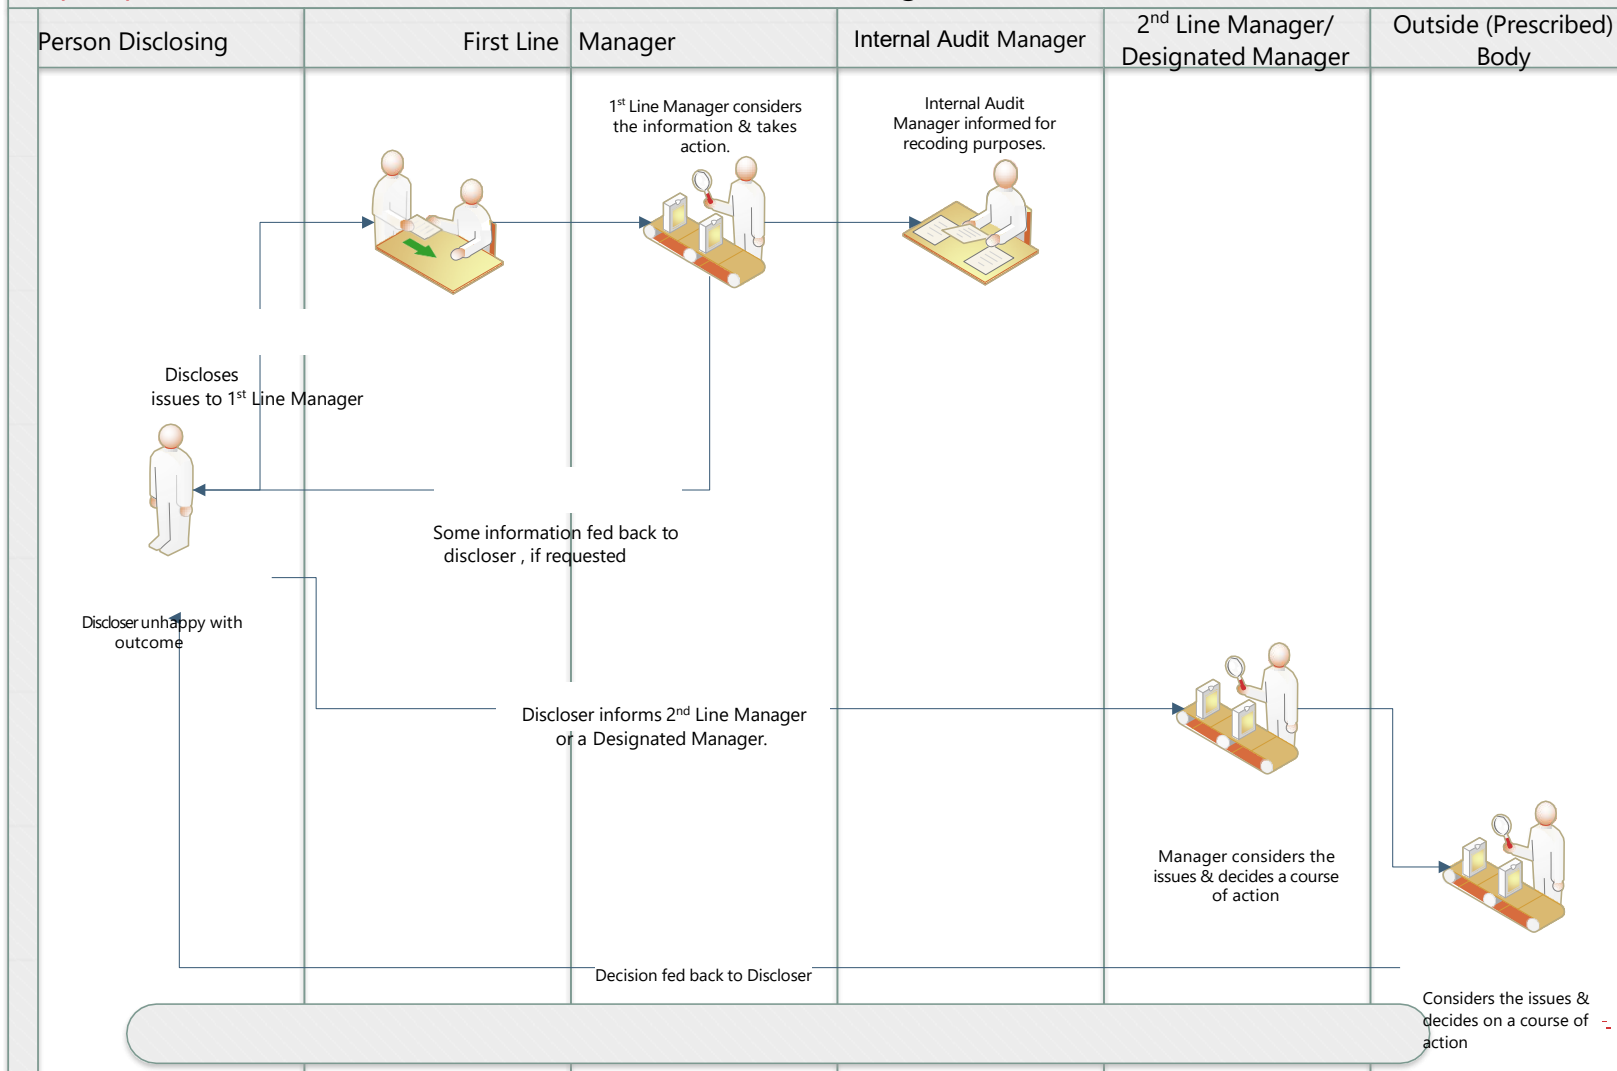 Person Disclosing
First Line Manager
Internal Audit Manager
2nd Line Manager/
Designated Manager
Outside (Prescribed)
Body
1st Line Manager considers
the information & takes
action.
Internal Audit
Manager informed for
recoding purposes.
Discloses
issues to 1st Line Manager
Some information fed back to
discloser , if requested
Discloser unhappy with
outcome
Discloser informs 2nd Line Manager
or a Designated Manager.
Manager considers the
issues & decides a course
of action
Decision fed back to Discloser
Considers the issues &
decides on a course of
action